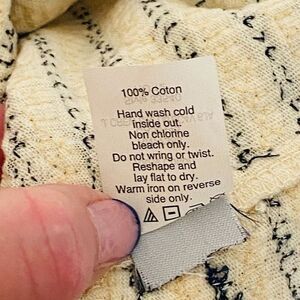 100% Coton
Hand wash cold
inside out.
Non chlorine
bleach only.
Do not wring or twist.
Reshape and
lay flat to dry.
Warm iron on reverse
side only.